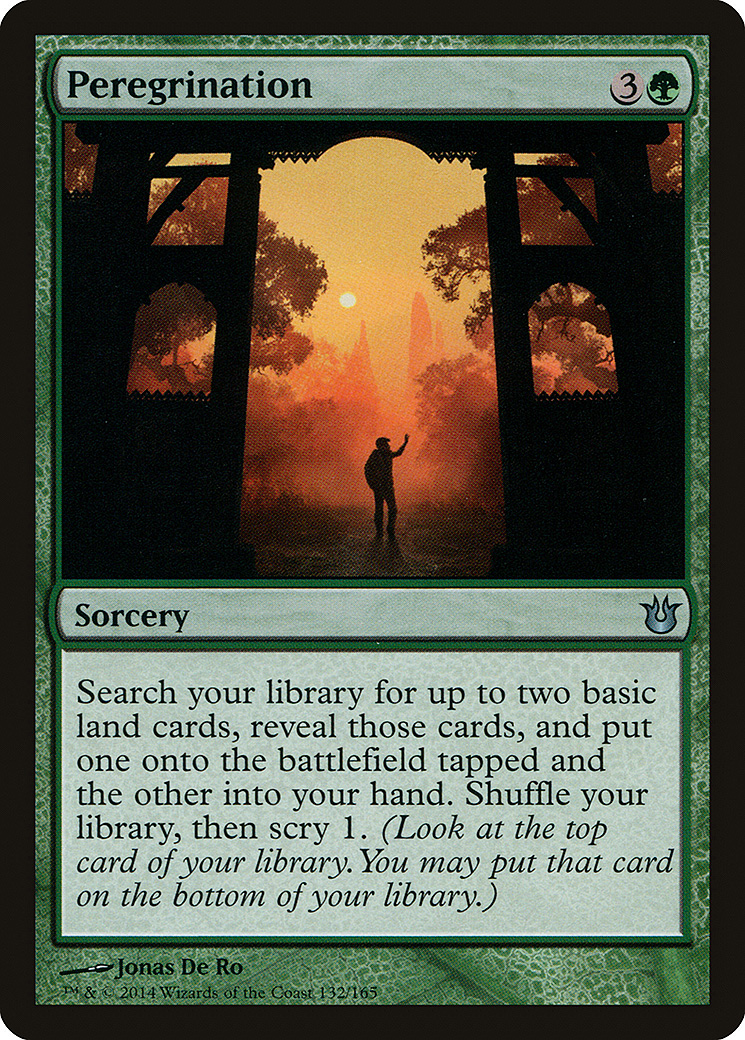 Peregrination 3
Sorcery
Search your library for up to two basic
land cards, reveal those cards, and put
one onto the battlefield tapped and
the other into your hand. Shuffle your
library, then scry 1. (Look at the top
card of your library. You may put that card
on the bottom of your library.)
Jonas De Ro
™ & © 2014 Wizards of the Coast 132/165